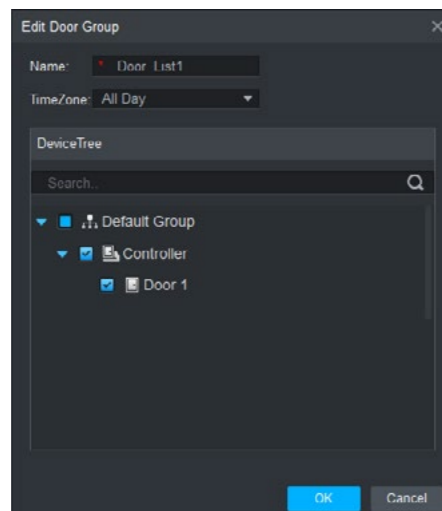 Edit Door Group
Name: * Door_List1
TimeZone: All Day
DeviceTree
Search..
Default Group
Controller
Door 1
OK Cancel